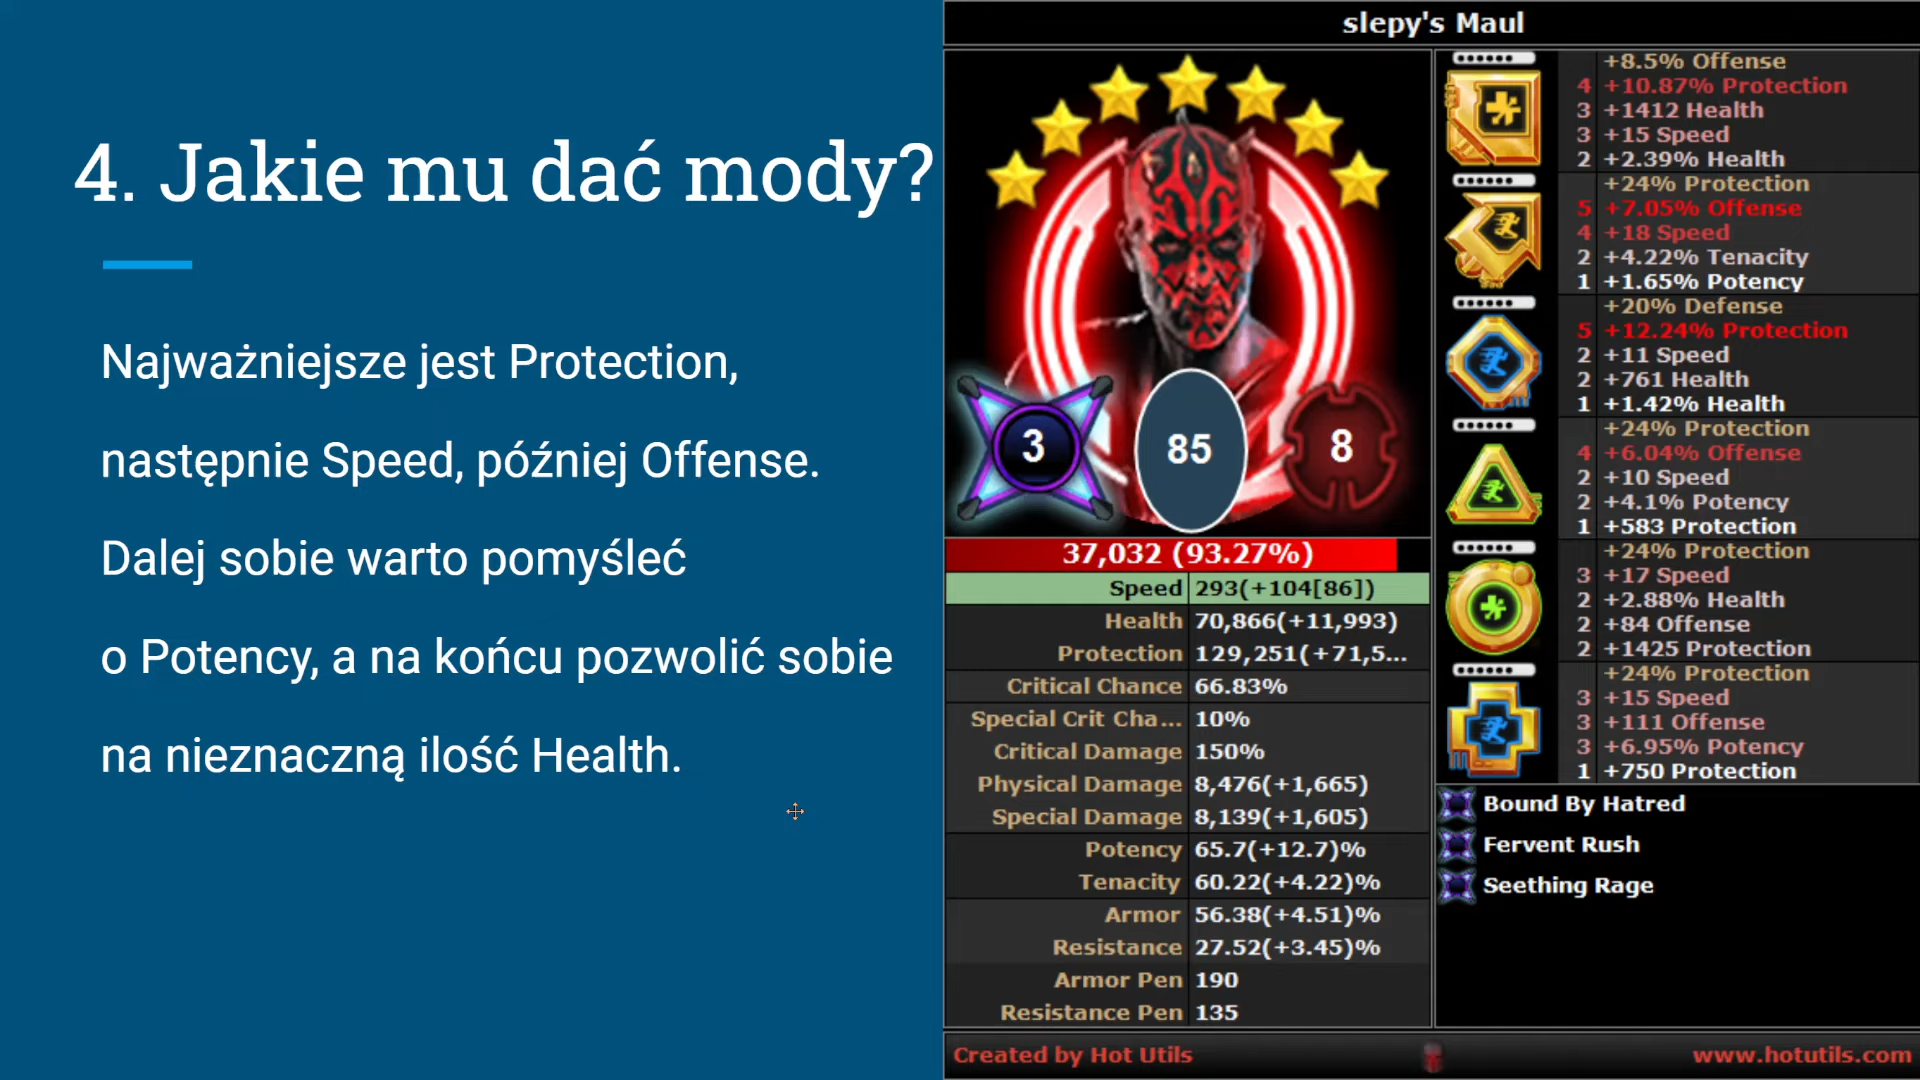 4. Jakie mu dać mody?
Najważniejsze jest Protection,
następnie Speed, później Offense.
Dalej sobie warto pomyśleć
o Potency, a na końcu pozwolić sobie
na nieznaczną ilość Health.
slepy's Maul
3
85
8
37,032 (93.27%)
Speed 293(+104[86])
Health 70,866(+11,993)
Protection 129,251(+71,5...
Critical Chance 66.83%
Special Crit Cha... 10%
Critical Damage 150%
Physical Damage 8,476(+1,665)
Special Damage 8,139(+1,605)
Potency 65.7(+12.7)%
Tenacity 60.22(+4.22)%
Armor 56.38(+4.51)%
Resistance 27.52(+3.45)%
Armor Pen 190
Resistance Pen 135
+8.5% Offense
4 +10.87% Protection
3 +1412 Health
3 +15 Speed
2 +2.39% Health
+24% Protection
5 +7.05% Offense
4 +18 Speed
2 +4.22% Tenacity
1 +1.65% Potency
+20% Defense
5 +12.24% Protection
2 +11 Speed
2 +761 Health
1 +1.42% Health
+24% Protection
4 +6.04% Offense
2 +10 Speed
2 +4.1% Potency
1 +583 Protection
+24% Protection
3 +17 Speed
2 +2.88% Health
2 +84 Offense
2 +1425 Protection
+24% Protection
3 +15 Speed
3 +111 Offense
3 +6.95% Potency
1 +750 Protection
Bound By Hatred
Fervent Rush
Seething Rage
Created by Hot Utils
www.hotutils.com